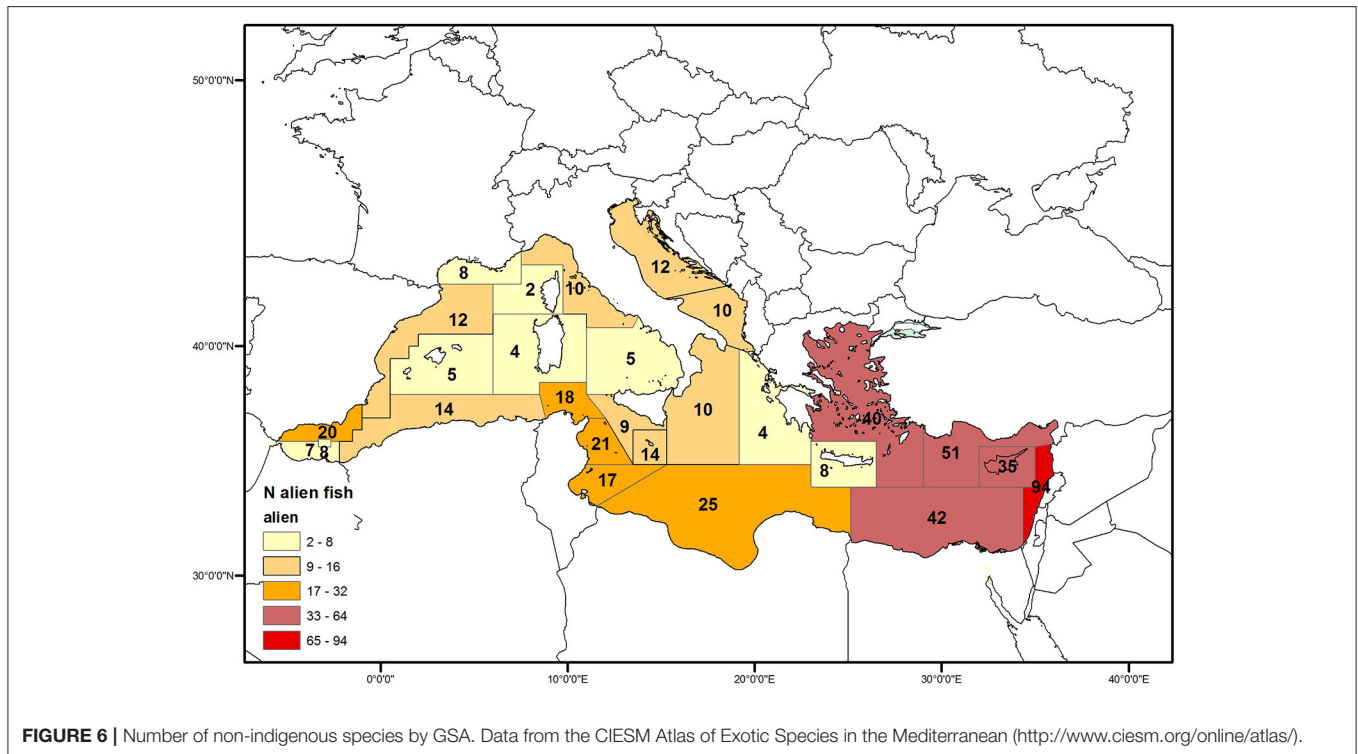 50°0'0"N
40°0'0"N
30°0'0"N
8
2
10
12
10
12
5
4
5
18
14
20
7
8
9
14
21
17
10
4
8
40
51
35
94
25
42
N alien fish
alien
2 - 8
9 - 16
17 - 32
33 - 64
65 - 94
0°0'0"
10°0'0"E
20°0'0"E
30°0'0"E
40°0'0"E
FIGURE 6 | Number of non-indigenous species by GSA. Data from the CIESM Atlas of Exotic Species in the Mediterranean (http://www.ciesm.org/online/atlas/).